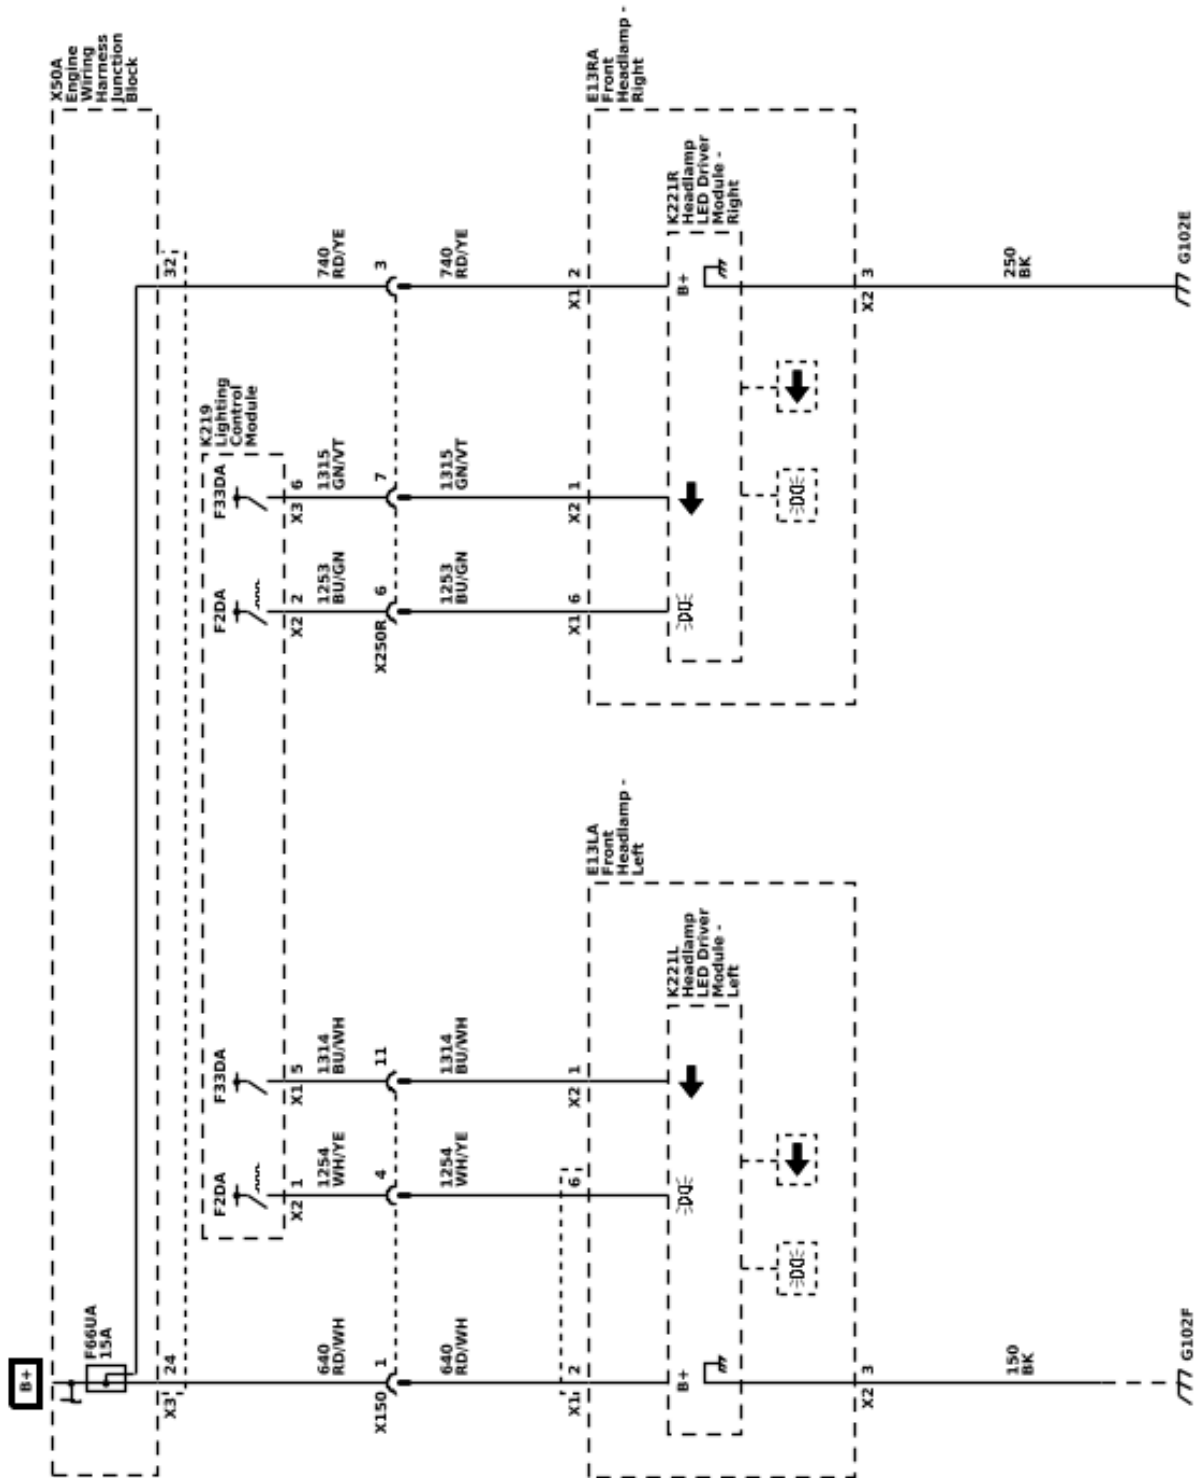 B+
F66UA
15A
X50A
Engine
Wiring
Harness
Junction
Block
X3
24
32
K219
Lighting
Control
Module
F2DA
F33DA
F2DA
F33DA
X2
1
X1
5
X2
2
X3
6
640
RD/WH
1254
WH/YE
1314
BU/WH
1253
BU/GN
1315
GN/VT
740
RD/YE
X150
1
4
11
X250R
6
7
3
640
RD/WH
1254
WH/YE
1314
BU/WH
1253
BU/GN
1315
GN/VT
740
RD/YE
X1
2
6
X2
1
X1
6
X2
1
X1
2
E13LA
Front
Headlamp -
Left
E13RA
Front
Headlamp -
Right
K221L
Headlamp
LED Driver
Module -
Left
K221R
Headlamp
LED Driver
Module -
Right
B+
B+
X2
3
X2
3
150
BK
250
BK
G102F
G102E